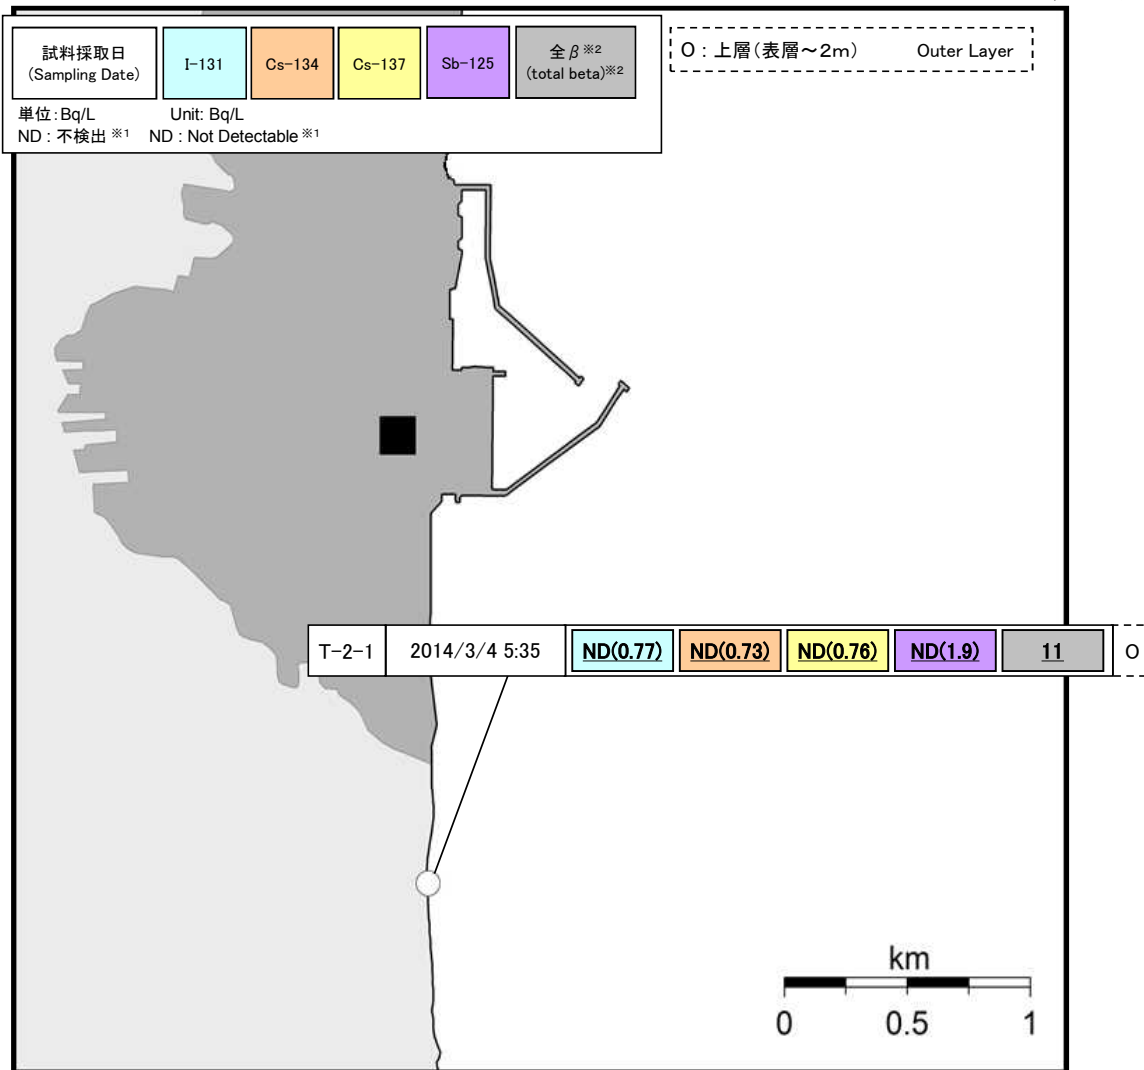 試料採取日
(Sampling Date)
I-131
Cs-134
Cs-137
Sb-125
全β※2
(total beta)※2
単位:Bq/L Unit: Bq/L
ND : 不検出 ※1 ND : Not Detectable ※1
O : 上層(表層～2m) Outer Layer
T-2-1 2014/3/4 5:35 ND(0.77) ND(0.73) ND(0.76) ND(1.9) 11 O
km
0 0.5 1